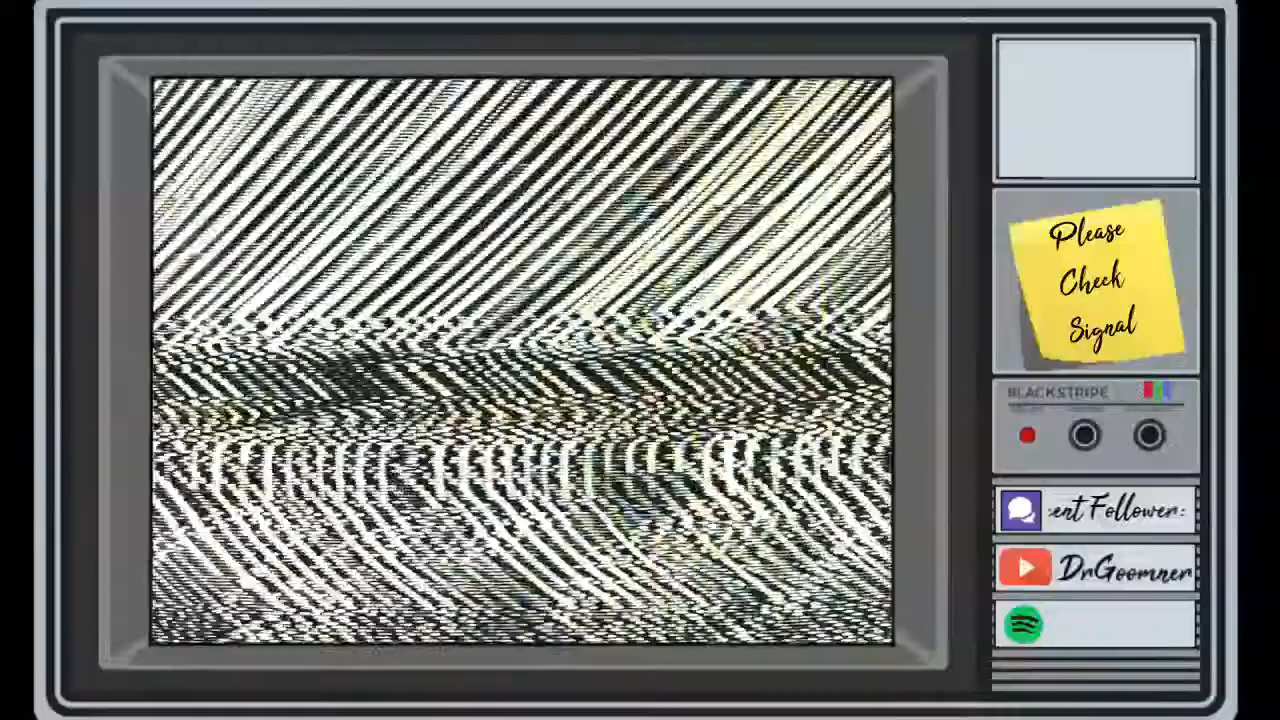 Please
Check
Signal
BLACKSTRIPE
ent Follower:
DrGoomner